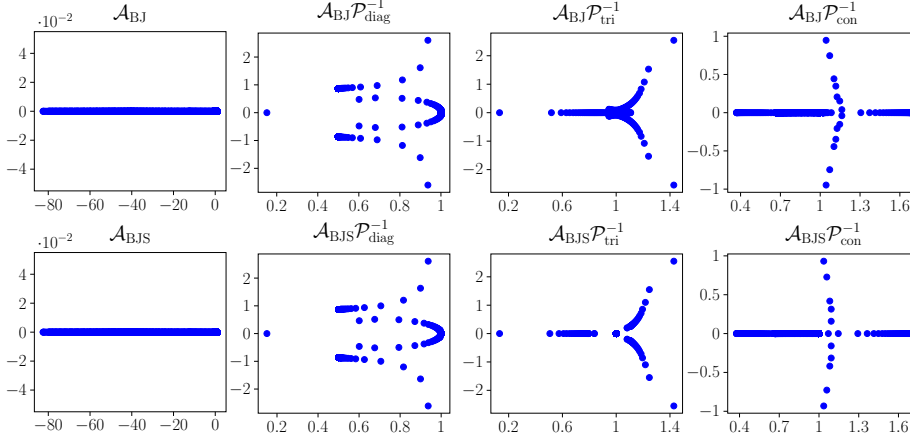 𝒜_BJ
𝒜_BJ 𝒫_diag^{-1}
𝒜_BJ 𝒫_tri^{-1}
𝒜_BJ 𝒫_con^{-1}
·10^{-2}
4
2
0
−2
−4
−80 −60 −40 −20 0
2
1
0
−1
−2
0.2 0.4 0.6 0.8 1
2
1
0
−1
−2
0.2 0.6 1 1.4
1
0.5
0
−0.5
−1
0.4 0.7 1 1.3 1.6
𝒜_BJS
𝒜_BJS 𝒫_diag^{-1}
𝒜_BJS 𝒫_tri^{-1}
𝒜_BJS 𝒫_con^{-1}
·10^{-2}
4
2
0
−2
−4
−80 −60 −40 −20 0
2
1
0
−1
−2
0.2 0.4 0.6 0.8 1
2
1
0
−1
−2
0.2 0.6 1 1.4
1
0.5
0
−0.5
−1
0.4 0.7 1 1.3 1.6